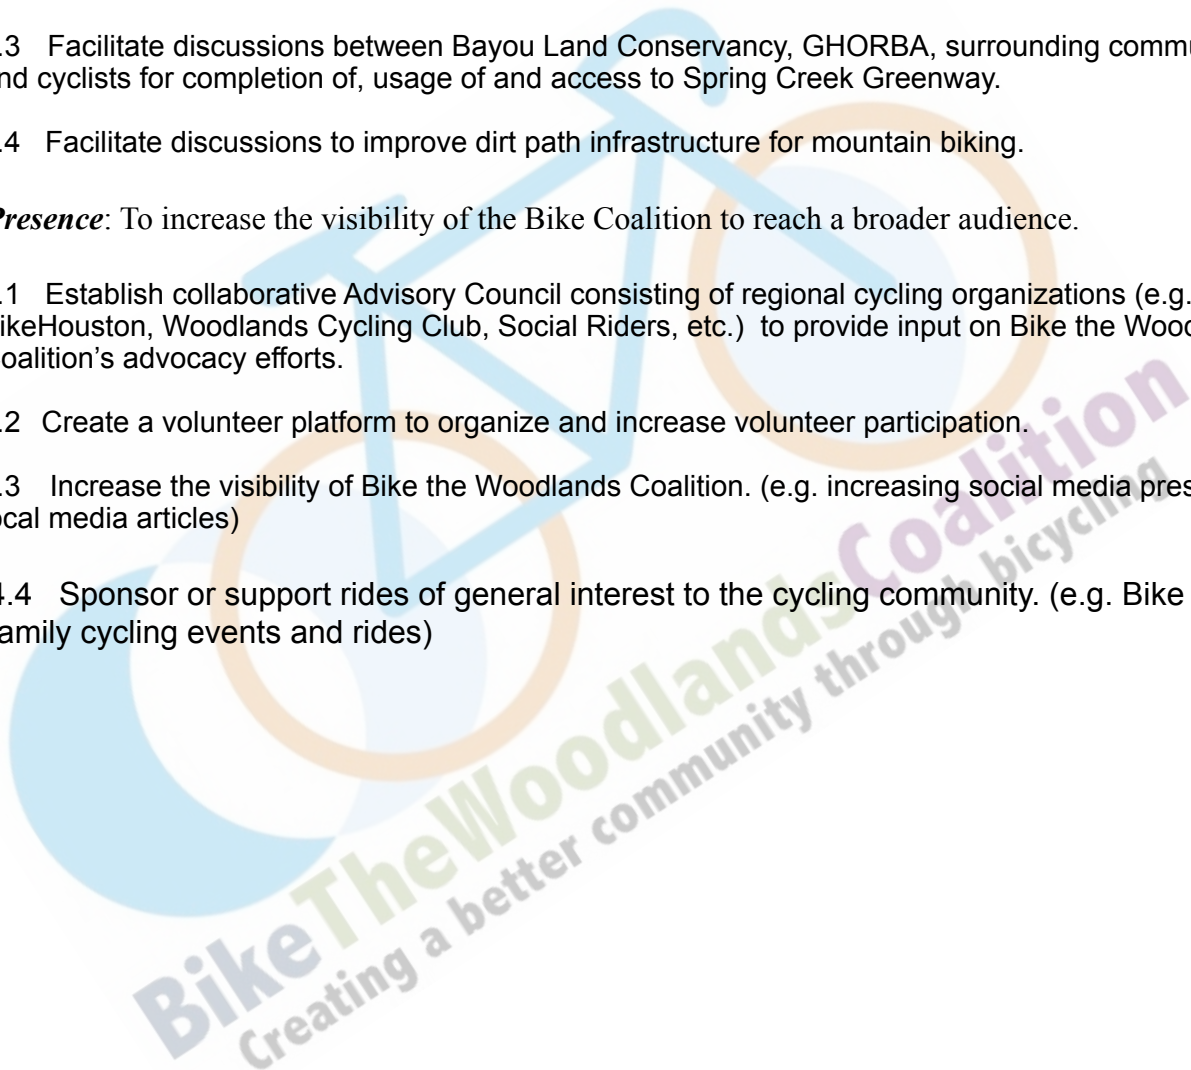 .3 Facilitate discussions between Bayou Land Conservancy, GHORBA, surrounding commu
nd cyclists for completion of, usage of and access to Spring Creek Greenway.
.4 Facilitate discussions to improve dirt path infrastructure for mountain biking.
Presence: To increase the visibility of the Bike Coalition to reach a broader audience.
.1 Establish collaborative Advisory Council consisting of regional cycling organizations (e.g.
ikeHouston, Woodlands Cycling Club, Social Riders, etc.) to provide input on Bike the Wood
oalition's advocacy efforts.
.2 Create a volunteer platform to organize and increase volunteer participation.
.3 Increase the visibility of Bike the Woodlands Coalition. (e.g. increasing social media pres
ocal media articles)
4.4 Sponsor or support rides of general interest to the cycling community. (e.g. Bike
family cycling events and rides)
BikeTheWoodlandsCoalition
Creating a better community through bicycling